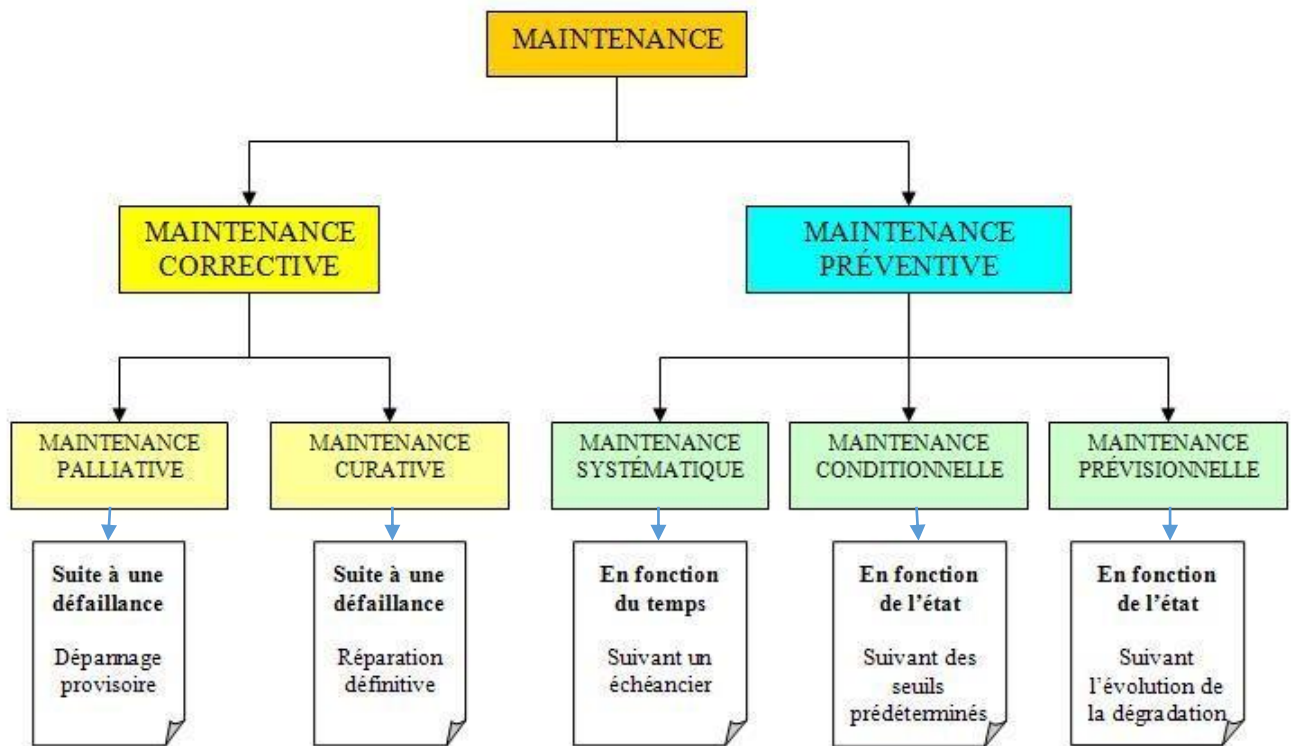 MAINTENANCE
MAINTENANCE
CORRECTIVE
MAINTENANCE
PRÉVENTIVE
MAINTENANCE
PALLIATIVE
MAINTENANCE
CURATIVE
MAINTENANCE
SYSTÉMATIQUE
MAINTENANCE
CONDITIONNELLE
MAINTENANCE
PRÉVISIONNELLE
Suite à une
défaillance
Dépannage
provisoire
Suite à une
défaillance
Réparation
définitive
En fonction
du temps
Suivant un
échéancier
En fonction
de l'état
Suivant des
seuils
prédéterminés
En fonction
de l'état
Suivant
l'évolution de
la dégradation